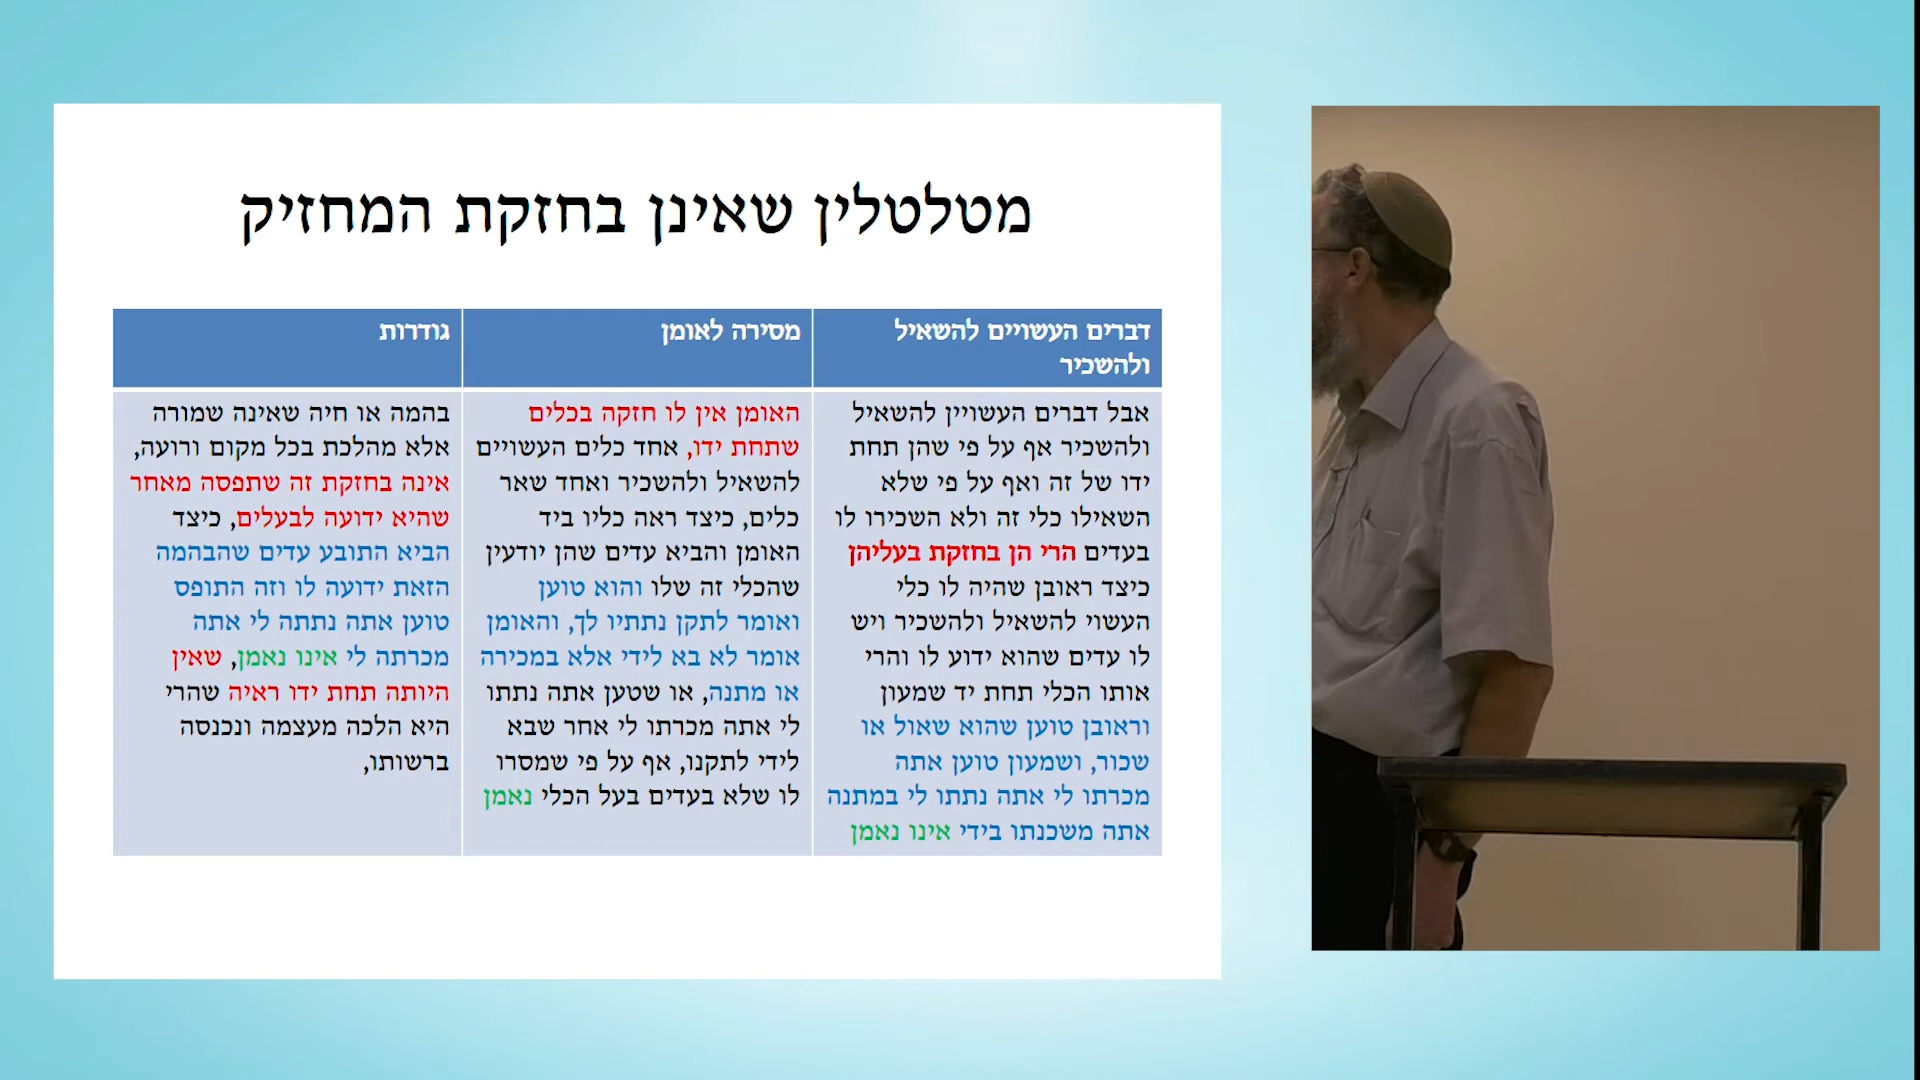 מטלטלין שאינן בחזקת המחזיק
דברים העשויים להשאיל
ולהשכיר
אבל דברים העשויין להשאיל
ולהשכיר אף על פי שהן תחת
ידו של זה ואף על פי שלא
השאילו כלי זה ולא השכירו לו
בעדים הרי הן בחזקת בעליהן
כיצד ראובן שהיה לו כלי
העשוי להשאיל ולהשכיר ויש
לו עדים שהוא ידוע לו והרי
אותו הכלי תחת יד שמעון
וראובן טוען שהוא שאול או
שכור, ושמעון טוען אתה
מכרתו לי אתה נתתו לי במתנה
אתה משכנתו בידי אינו נאמן
מסירה לאומן
האומן אין לו חזקה בכלים
שתחת ידו, אחד כלים העשויים
להשאיל ולהשכיר ואחד שאר
כלים, כיצד ראה כליו ביד
האומן והביא עדים שהן יודעין
שהכלי זה שלו והוא טוען
ואומר לתקן נתתיו לך, והאומן
אומר לא בא לידי אלא במכירה
או מתנה, או שטען אתה נתתו
לי אתה מכרתו לי אחר שבא
לידי לתקנו, אף על פי שמסרו
לו שלא בעדים בעל הכלי נאמן
גודרות
בהמה או חיה שאינה שמורה
אלא מהלכת בכל מקום ורועה,
אינה בחזקת זה שתפסה מאחר
שהיא ידועה לבעלים, כיצד
הביא התובע עדים שהבהמה
הזאת ידועה לו וזה התופס
טוען אתה נתתה לי אתה
מכרתה לי אינו נאמן, שאין
היותה תחת ידו ראיה שהרי
היא הלכה מעצמה ונכנסה
ברשותו,